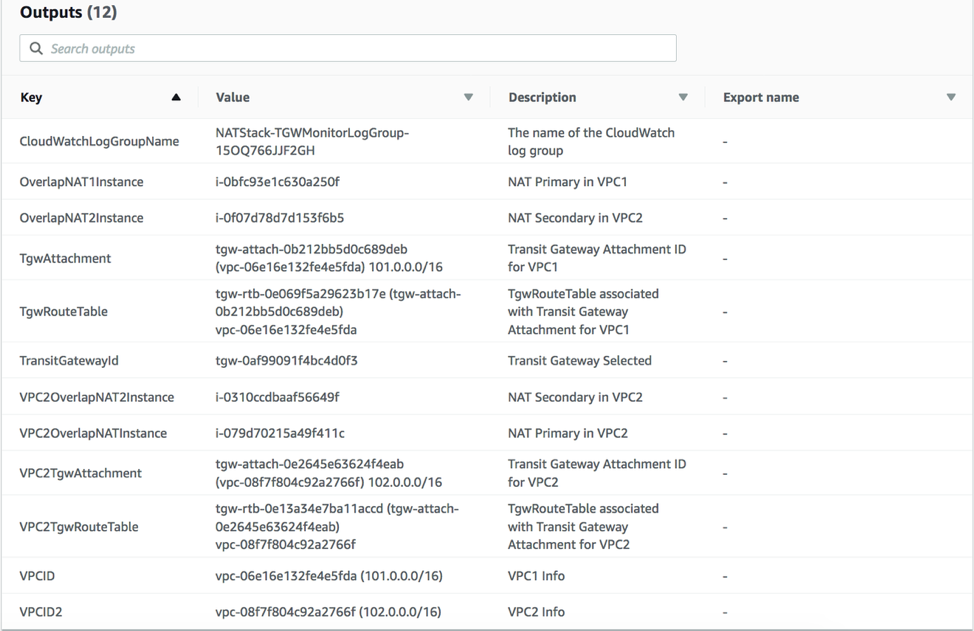 Outputs (12)
Search outputs
Key Value Description Export name
CloudWatchLogGroupName NATStack-TGWMonitorLogGroup- The name of the CloudWatch -
15OQ766JJF2GH log group
OverlapNAT1Instance i-0bfc93e1c630a250f NAT Primary in VPC1 -
OverlapNAT2Instance i-0f07d78d7d153f6b5 NAT Secondary in VPC2 -
TgwAttachment tgw-attach-0b212bb5d0c689deb Transit Gateway Attachment ID -
(vpc-06e16e132fe4e5fda) 101.0.0.0/16 for VPC1
TgwRouteTable tgw-rtb-0e069f5a29623b17e (tgw-attach- TgwRouteTable associated -
0b212bb5d0c689deb) with Transit Gateway
vpc-06e16e132fe4e5fda Attachment for VPC1
TransitGatewayId tgw-0af99091f4bc4d0f3 Transit Gateway Selected -
VPC2OverlapNAT2Instance i-0310ccdbaaf56649f NAT Secondary in VPC2 -
VPC2OverlapNATInstance i-079d70215a49f411c NAT Primary in VPC2 -
VPC2TgwAttachment tgw-attach-0e2645e63624f4eab Transit Gateway Attachment ID -
(vpc-08f7f804c92a2766f) 102.0.0.0/16 for VPC2
VPC2TgwRouteTable tgw-rtb-0e13a34e7ba11accd (tgw-attach- TgwRouteTable associated -
0e2645e63624f4eab) with Transit Gateway
vpc-08f7f804c92a2766f Attachment for VPC2
VPCID vpc-06e16e132fe4e5fda (101.0.0.0/16) VPC1 Info -
VPCID2 vpc-08f7f804c92a2766f (102.0.0.0/16) VPC2 Info -